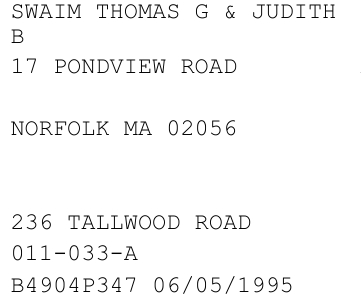 SWAIM THOMAS G & JUDITH
B
17 PONDVIEW ROAD
NORFOLK MA 02056
236 TALLWOOD ROAD
011-033-A
B4904P347 06/05/1995